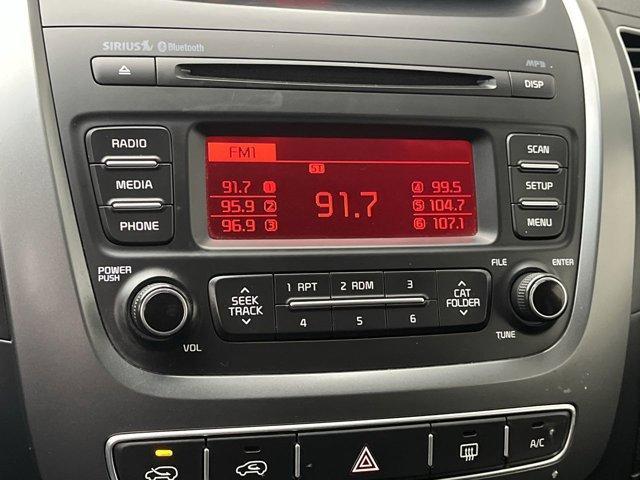 SIRIUS Bluetooth
MP3
DISP
RADIO
MEDIA
PHONE
FM1
ST
91.7 1
95.9 2
96.9 3
91.7
4 99.5
5 104.7
6 107.1
SCAN
SETUP
MENU
POWER
PUSH
VOL
SEEK
TRACK
1 RPT 2 RDM 3
4 5 6
CAT
FOLDER
FILE
ENTER
TUNE
A/C